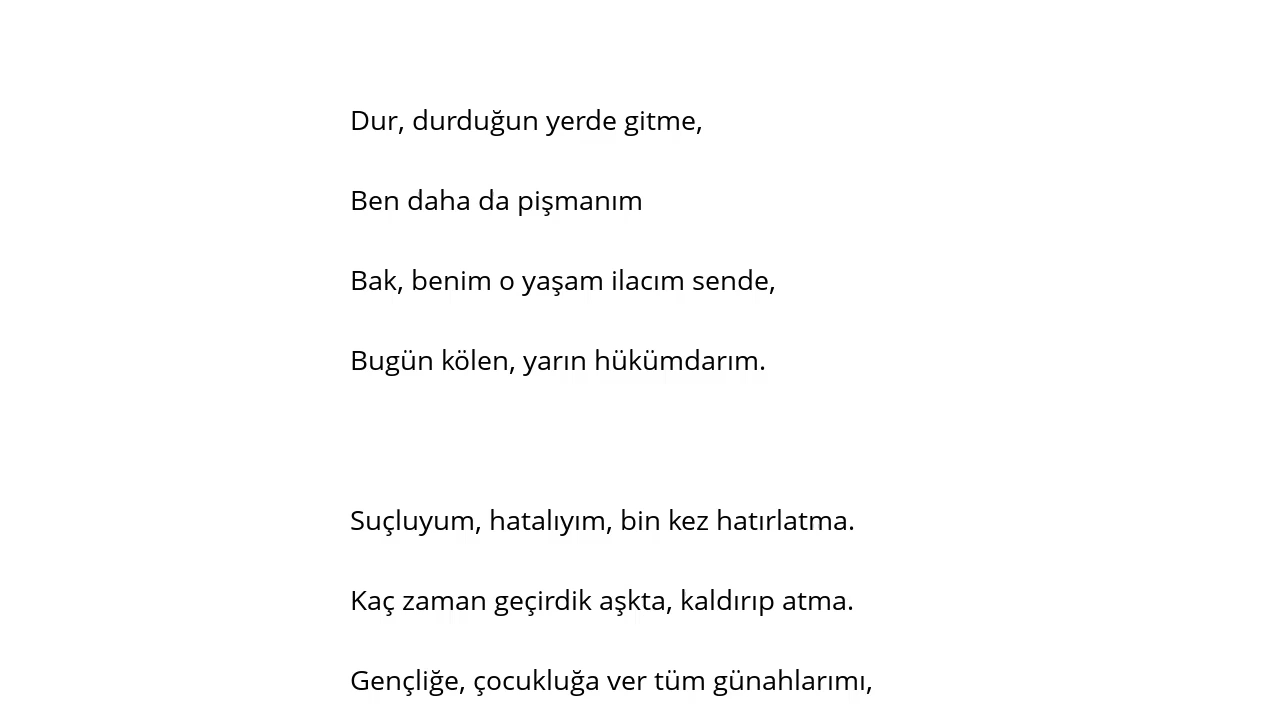 Dur, durduğun yerde gitme,
Ben daha da pişmanım
Bak, benim o yaşam ilacım sende,
Bugün kölen, yarın hükümdarım.
Suçluyum, hatalıyım, bin kez hatırlatma.
Kaç zaman geçirdik aşkta, kaldırıp atma.
Gençliğe, çocukluğa ver tüm günahlarımı,